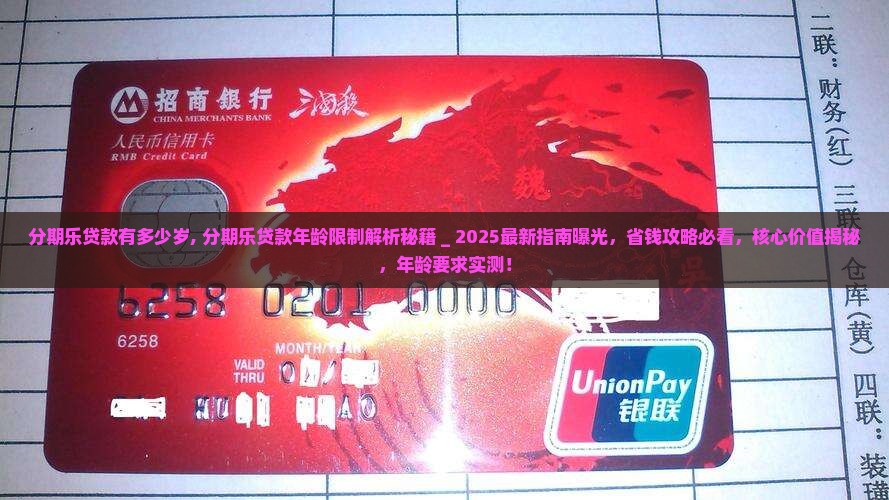 二联：财务(红)
招商银行
三国杀
CHINA MERCHANTS BANK
人民币信用卡
RMB Credit Card
三联
魏
分期乐贷款有多少岁, 分期乐贷款年龄限制解析秘籍 _ 2025最新指南曝光，省钱攻略必看，核心价值揭秘
，年龄要求实测！
吴
仓库(黄)
6258 0201 0000
6258
MONTH/YEAR
VALID
THRU
UnionPay
银联
四联：装璜